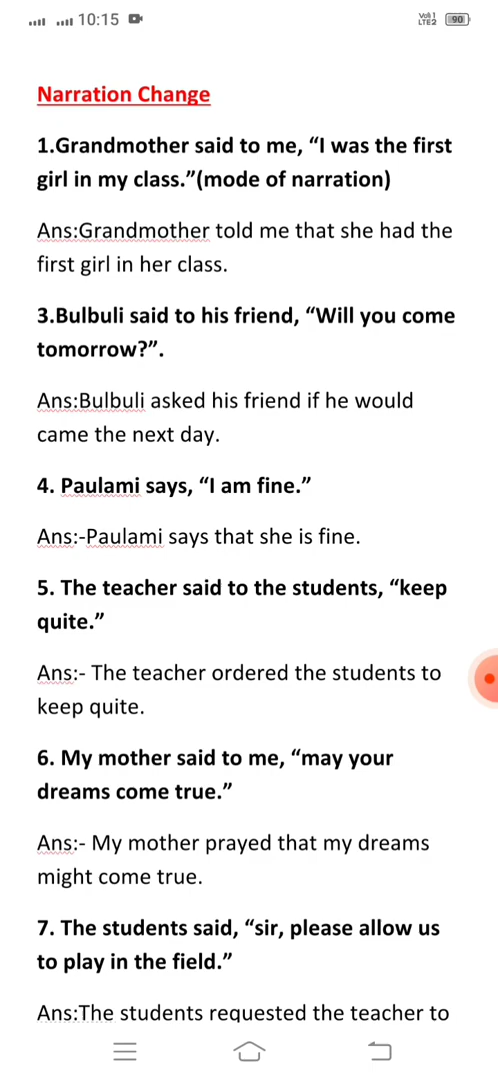 10:15
Vo) 1
LTE2
90
Narration Change
1.Grandmother said to me, “I was the first
girl in my class.”(mode of narration)
Ans:Grandmother told me that she had the
first girl in her class.
3.Bulbuli said to his friend, “Will you come
tomorrow?”.
Ans:Bulbuli asked his friend if he would
came the next day.
4. Paulami says, “I am fine.”
Ans:-Paulami says that she is fine.
5. The teacher said to the students, “keep
quite.”
Ans:- The teacher ordered the students to
keep quite.
6. My mother said to me, “may your
dreams come true.”
Ans:- My mother prayed that my dreams
might come true.
7. The students said, “sir, please allow us
to play in the field.”
Ans:The students requested the teacher to